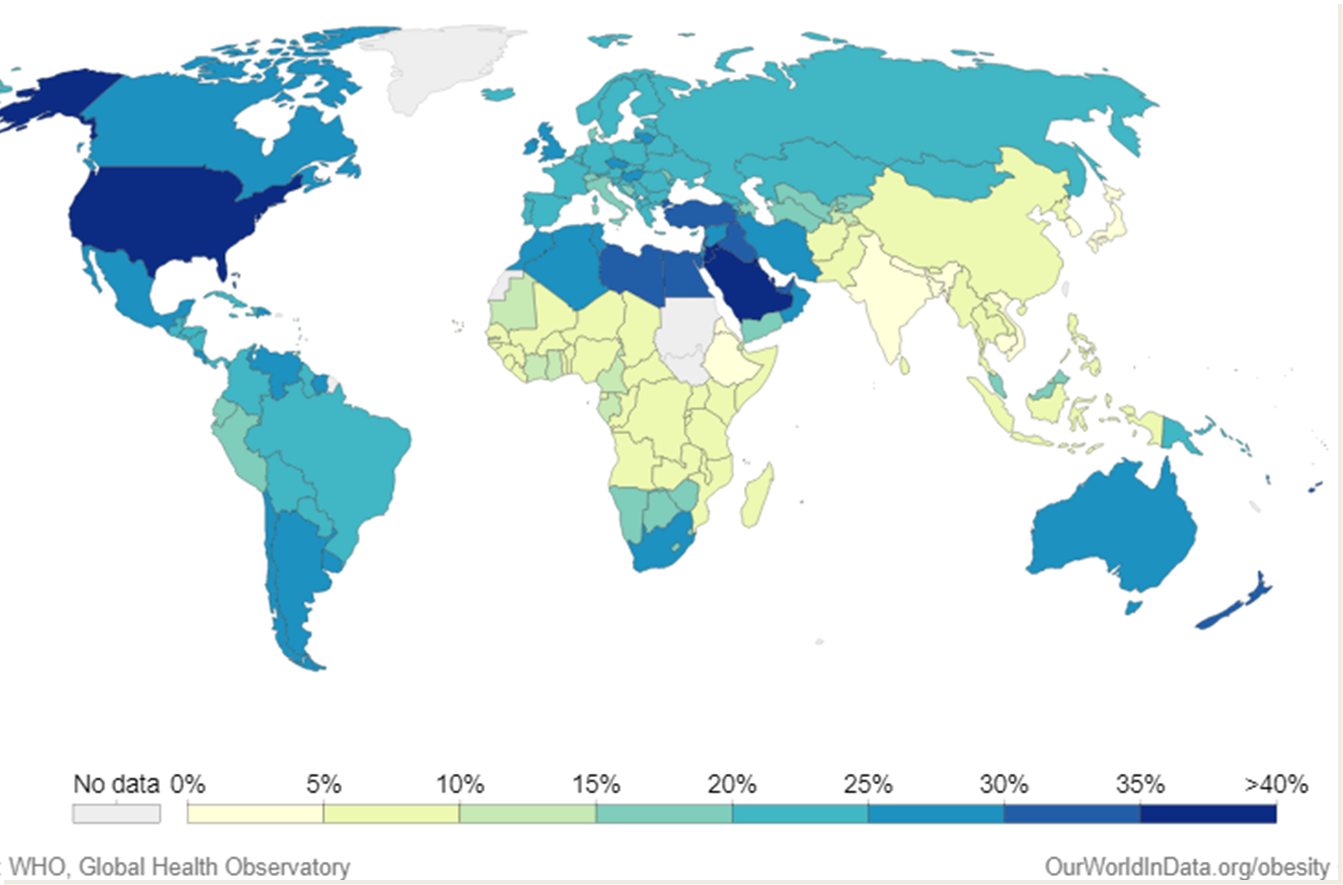 No data 0% 5% 10% 15% 20% 25% 30% 35% >40%
: WHO, Global Health Observatory
OurWorldInData.org/obesity